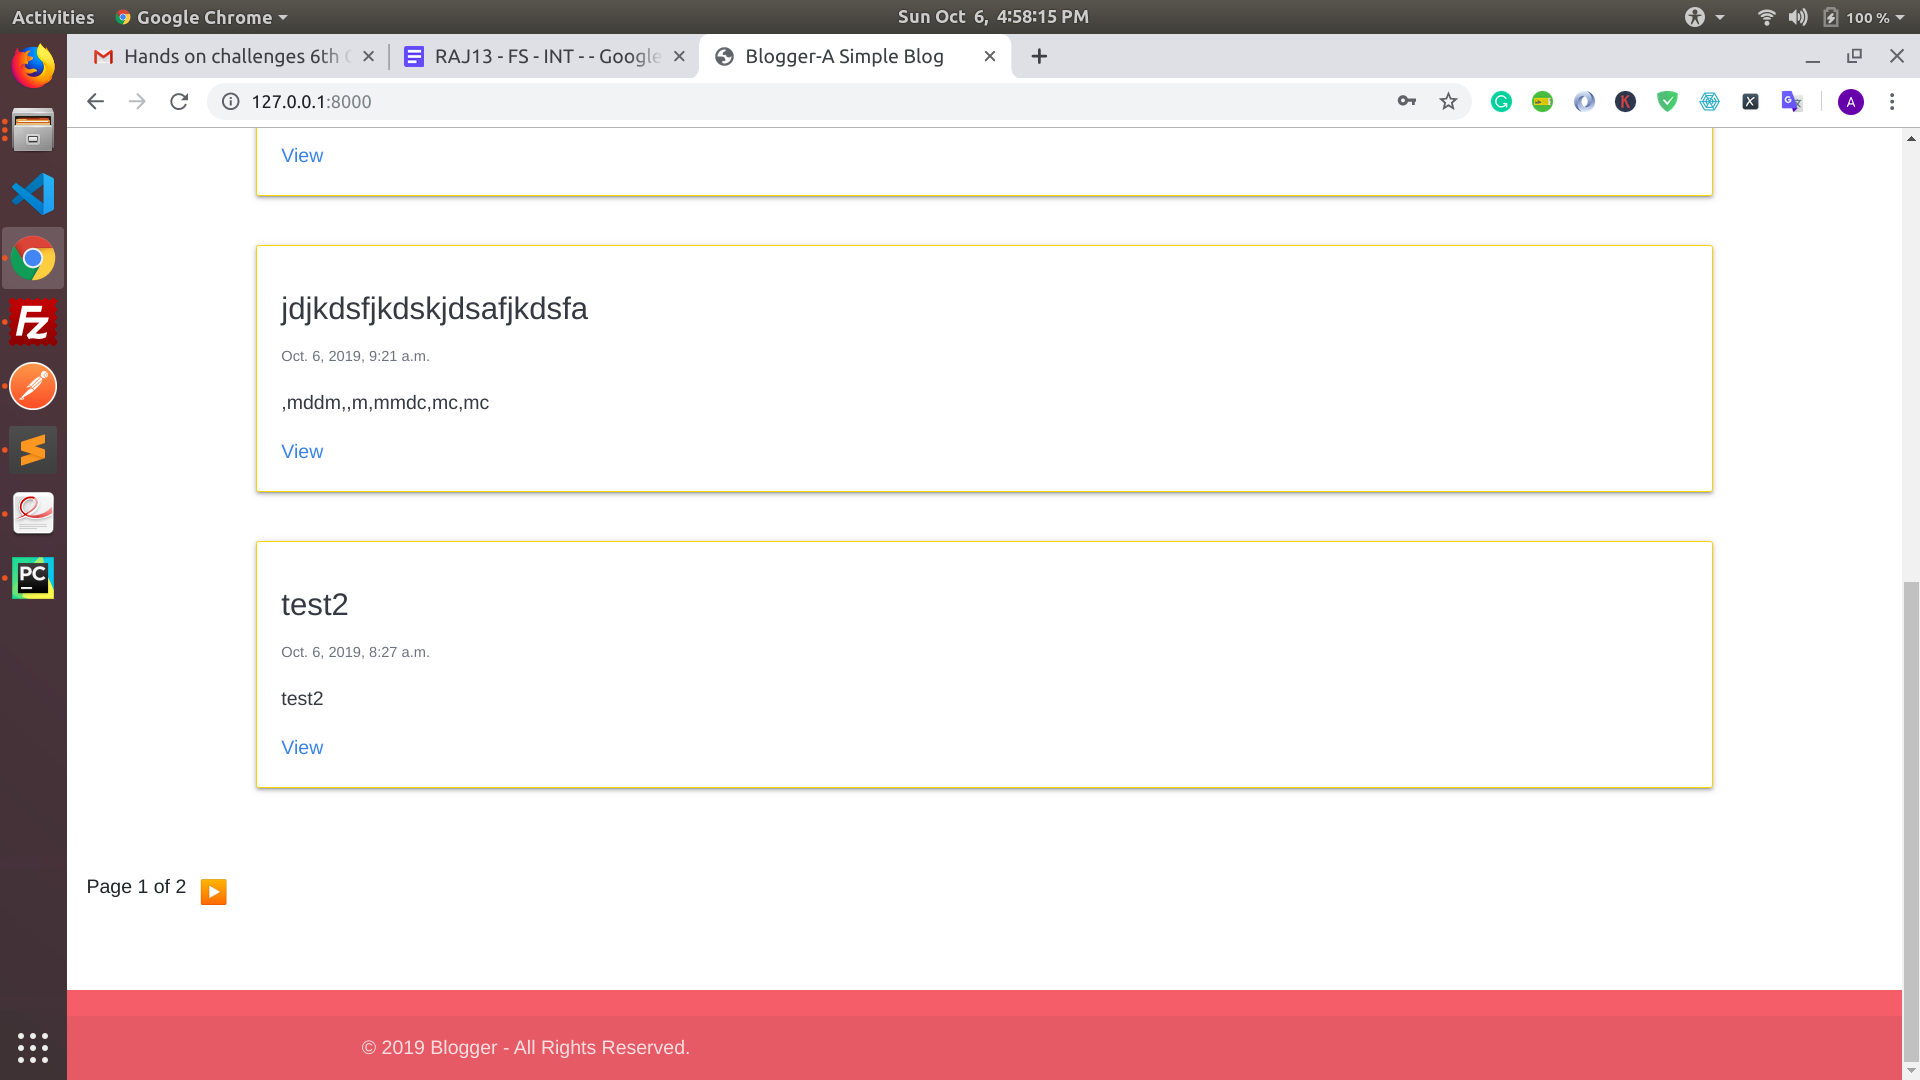 Activities Google Chrome Sun Oct 6, 4:58:15 PM 100 %
Hands on challenges 6th RAJ13 - FS - INT - - Google Blogger-A Simple Blog
127.0.0.1:8000
A
View
jdjkdsfjkdskjdsafjkdsfa
Oct. 6, 2019, 9:21 a.m.
,mddm,,m,mmdc,mc,mc
View
test2
Oct. 6, 2019, 8:27 a.m.
test2
View
Page 1 of 2
© 2019 Blogger - All Rights Reserved.
Fz
PC